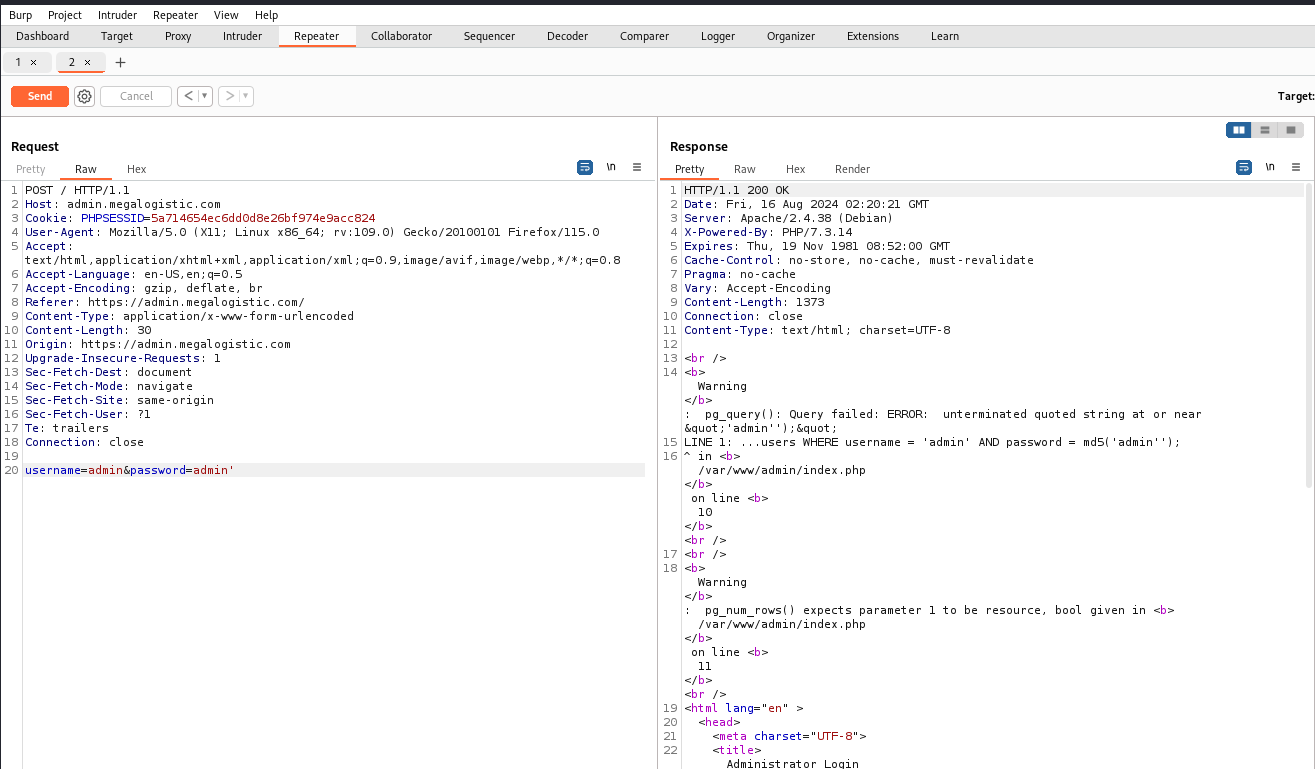 Burp Project Intruder Repeater View Help
Dashboard Target Proxy Intruder Repeater Collaborator Sequencer Decoder Comparer Logger Organizer Extensions Learn
1 × 2 × +
Send Cancel < >
Target:
Request
Pretty Raw Hex
\n
1 POST / HTTP/1.1
2 Host: admin.megalogistic.com
3 Cookie: PHPSESSID=5a714654ec6dd0d8e26bf974e9acc824
4 User-Agent: Mozilla/5.0 (X11; Linux x86_64; rv:109.0) Gecko/20100101 Firefox/115.0
5 Accept:
text/html,application/xhtml+xml,application/xml;q=0.9,image/avif,image/webp,*/*;q=0.8
6 Accept-Language: en-US,en;q=0.5
7 Accept-Encoding: gzip, deflate, br
8 Referer: https://admin.megalogistic.com/
9 Content-Type: application/x-www-form-urlencoded
10 Content-Length: 30
11 Origin: https://admin.megalogistic.com
12 Upgrade-Insecure-Requests: 1
13 Sec-Fetch-Dest: document
14 Sec-Fetch-Mode: navigate
15 Sec-Fetch-Site: same-origin
16 Sec-Fetch-User: ?1
17 Te: trailers
18 Connection: close
19
20 username=admin&password=admin'
Response
Pretty Raw Hex Render
\n
1 HTTP/1.1 200 OK
2 Date: Fri, 16 Aug 2024 02:20:21 GMT
3 Server: Apache/2.4.38 (Debian)
4 X-Powered-By: PHP/7.3.14
5 Expires: Thu, 19 Nov 1981 08:52:00 GMT
6 Cache-Control: no-store, no-cache, must-revalidate
7 Pragma: no-cache
8 Vary: Accept-Encoding
9 Content-Length: 1373
10 Connection: close
11 Content-Type: text/html; charset=UTF-8
12
13 <br />
14 <b>
Warning
</b>
: pg_query(): Query failed: ERROR: unterminated quoted string at or near
&quot;'admin'');&quot;
15 LINE 1: ...users WHERE username = 'admin' AND password = md5('admin'');
16 ^ in <b>
/var/www/admin/index.php
</b>
on line <b>
10
</b>
<br />
17 <br />
18 <b>
Warning
</b>
: pg_num_rows() expects parameter 1 to be resource, bool given in <b>
/var/www/admin/index.php
</b>
on line <b>
11
</b>
<br />
19 <html lang="en" >
20 <head>
21 <meta charset="UTF-8">
22 <title>
Administrator Login